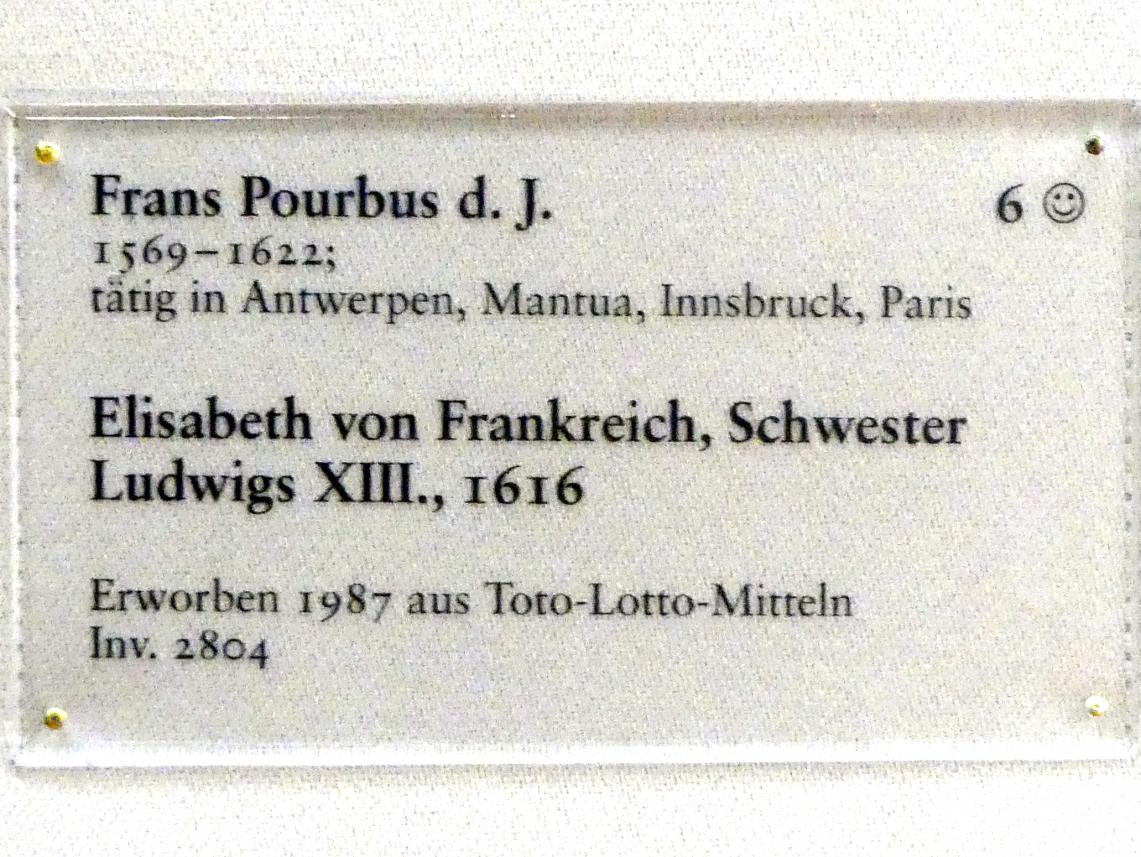 Frans Pourbus d. J. 6 ☺
1569–1622;
tätig in Antwerpen, Mantua, Innsbruck, Paris
Elisabeth von Frankreich, Schwester
Ludwigs XIII., 1616
Erworben 1987 aus Toto-Lotto-Mitteln
Inv. 2804